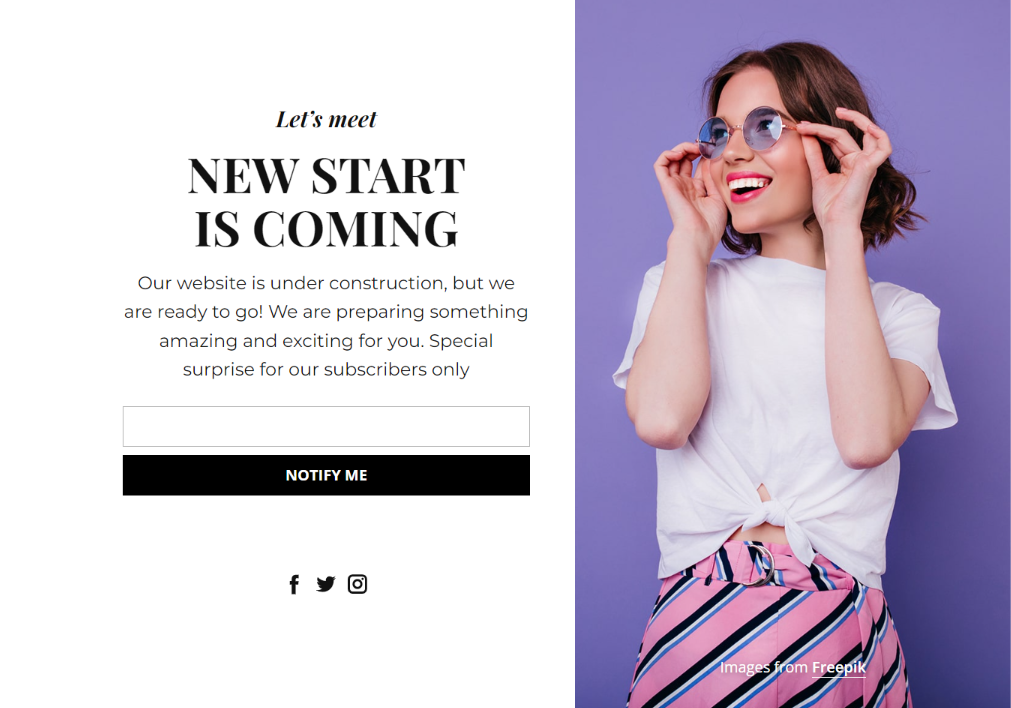 Let's meet
NEW START
IS COMING
Our website is under construction, but we
are ready to go! We are preparing something
amazing and exciting for you. Special
surprise for our subscribers only
NOTIFY ME
Images from Freepik